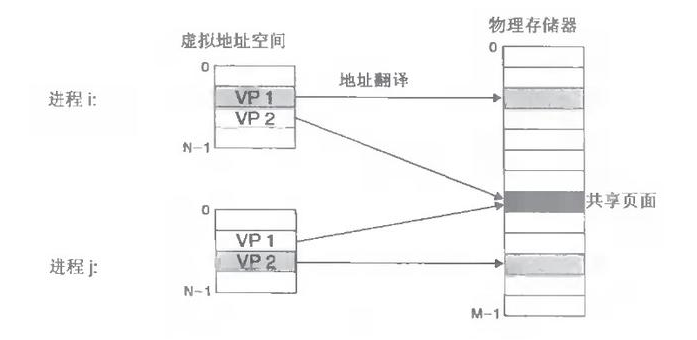 虚拟地址空间
物理存储器
0
0
地址翻译
进程 i:
VP 1
VP 2
N-1
共享页面
0
VP 1
进程 j:
VP 2
N-1
M-1